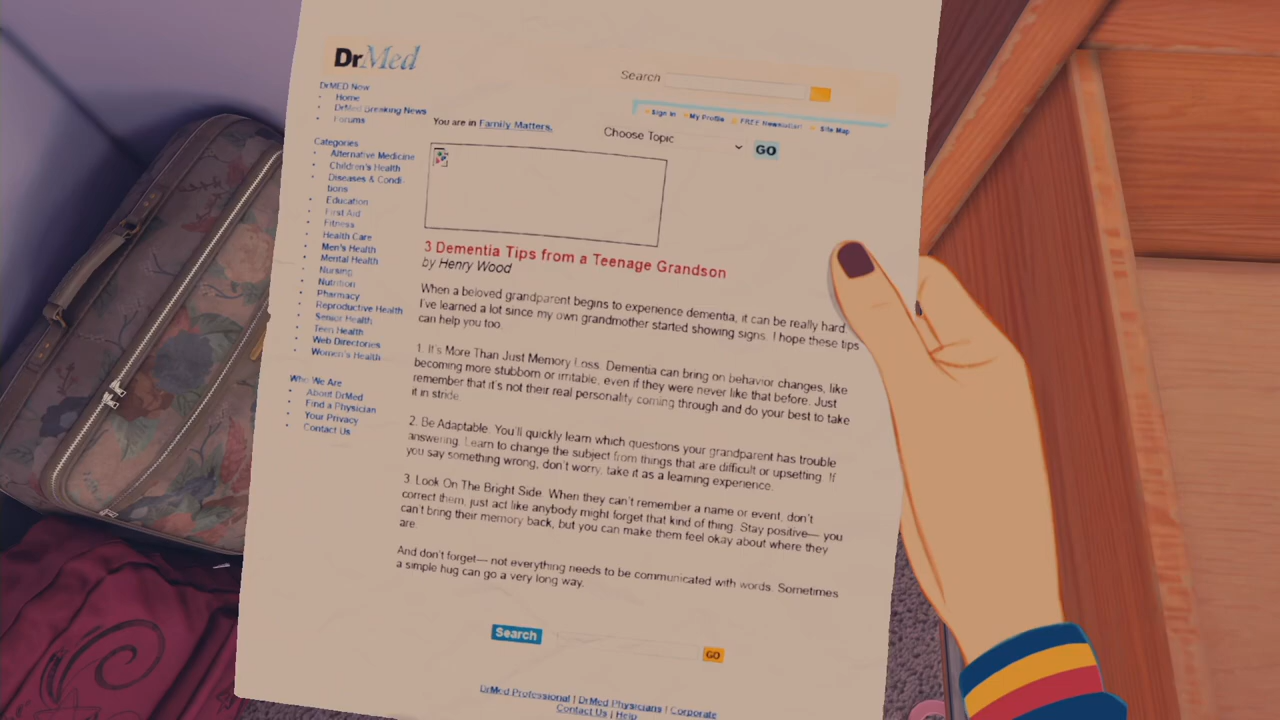 DrMed
Search
DrMED Now
Home
DrMed Breaking News
Forums
Sign In
My Profile
FREE Newsletter
Site Map
You are in Family Matters.
Choose Topic
GO
Categories
Alternative Medicine
Children's Health
Diseases & Condi-
tions
Education
First Aid
Fitness
Health Care
Men's Health
Mental Health
Nursing
Nutrition
Pharmacy
Reproductive Health
Senior Health
Teen Health
Web Directories
Women's Health
Who We Are
About DrMed
Find a Physician
Your Privacy
Contact Us
3 Dementia Tips from a Teenage Grandson
by Henry Wood
When a beloved grandparent begins to experience dementia, it can be really hard.
I've learned a lot since my own grandmother started showing signs. I hope these tips
can help you too.
1. It's More Than Just Memory Loss. Dementia can bring on behavior changes, like
becoming more stubborn or irritable, even if they were never like that before. Just
remember that it's not their real personality coming through and do your best to take
it in stride.
2. Be Adaptable. You'll quickly learn which questions your grandparent has trouble
answering. Learn to change the subject from things that are difficult or upsetting. If
you say something wrong, don't worry, take it as a learning experience.
3. Look On The Bright Side. When they can't remember a name or event, don't
correct them, just act like anybody might forget that kind of thing. Stay positive— you
can't bring their memory back, but you can make them feel okay about where they
are.
And don't forget— not everything needs to be communicated with words. Sometimes
a simple hug can go a very long way.
Search
GO
DrMed Professional | DrMed Physicians | Corporate
Contact Us | Help